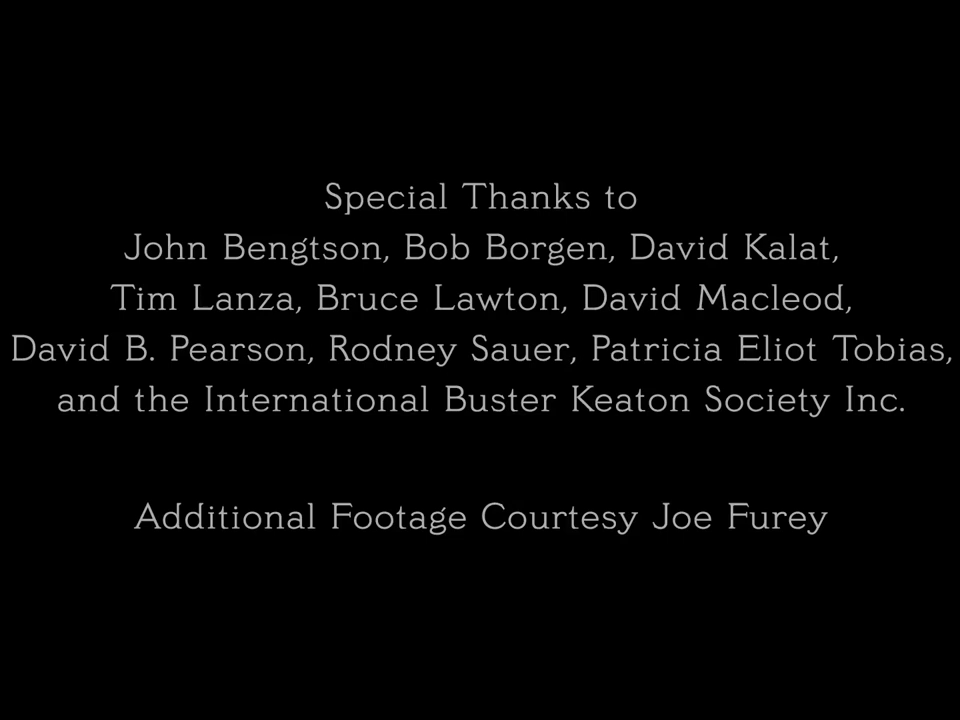 Special Thanks to
John Bengtson, Bob Borgen, David Kalat,
Tim Lanza, Bruce Lawton, David Macleod,
David B. Pearson, Rodney Sauer, Patricia Eliot Tobias,
and the International Buster Keaton Society Inc.
Additional Footage Courtesy Joe Furey